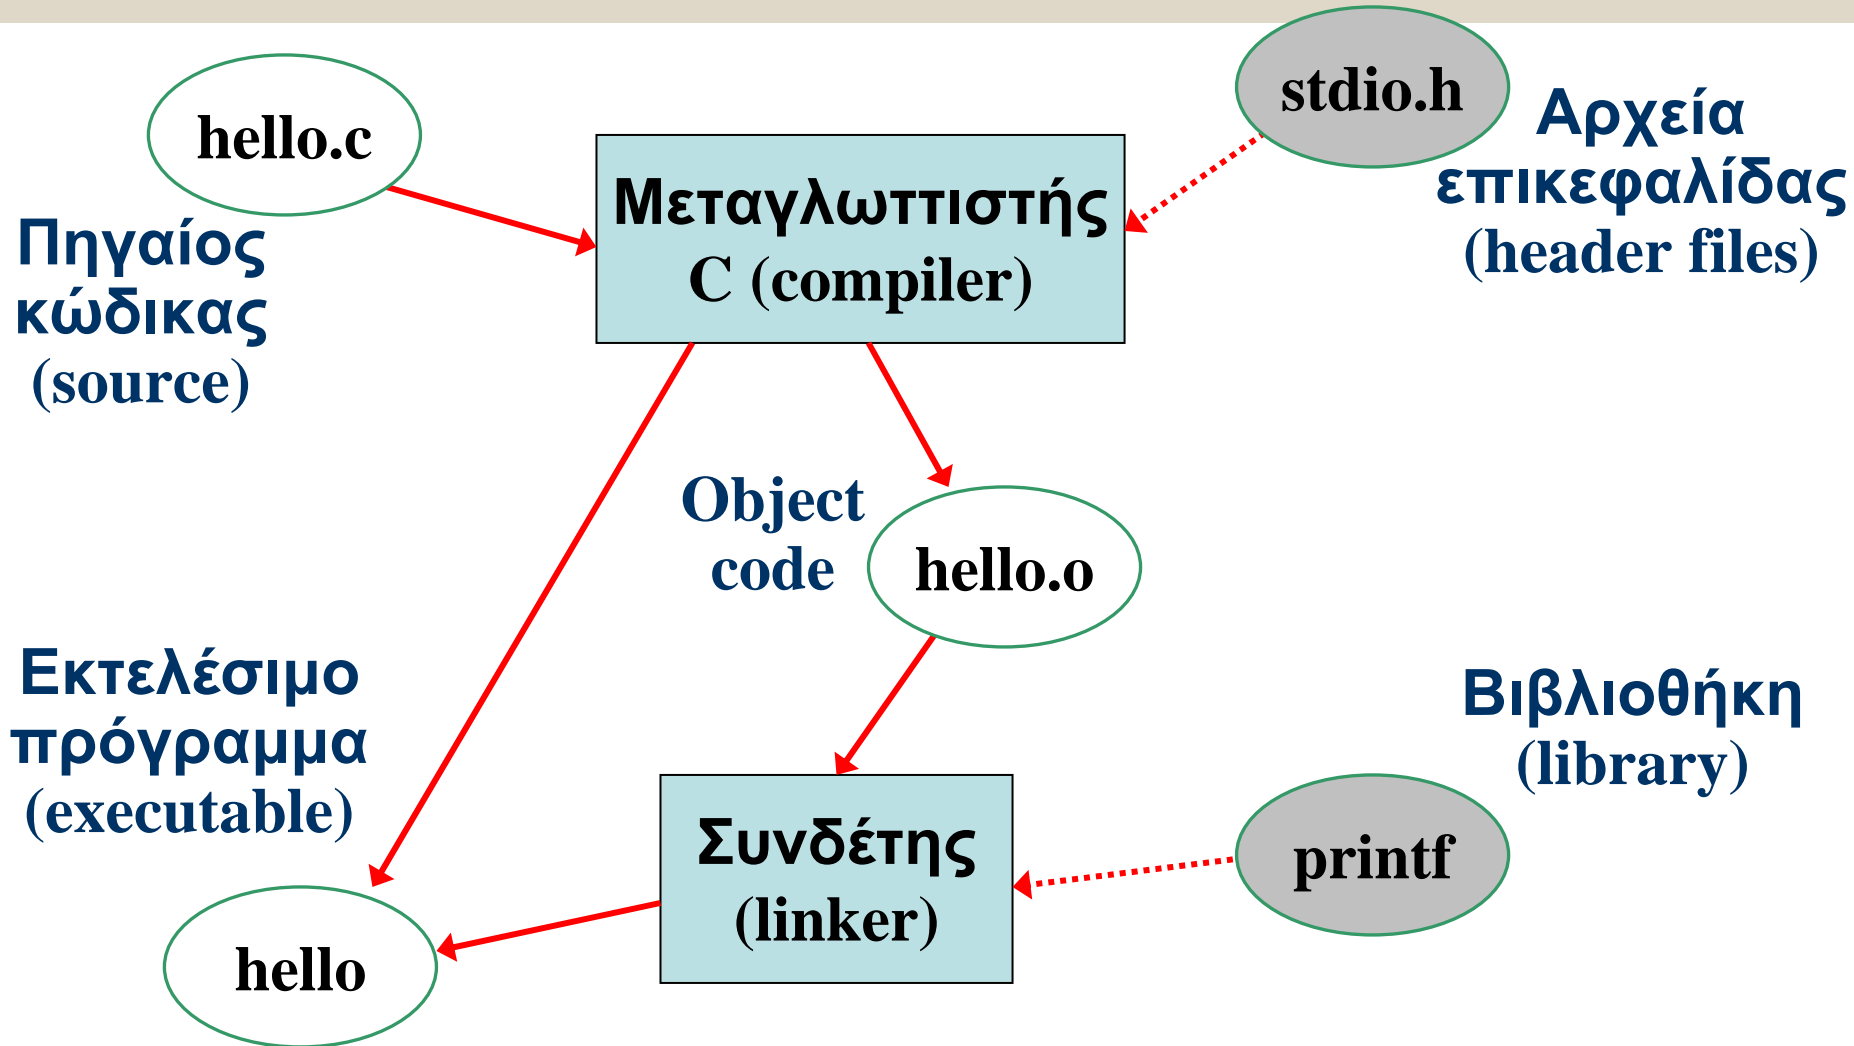 hello.c
stdio.h
Αρχεία
επικεφαλίδας
(header files)
Μεταγλωττιστής
C (compiler)
Πηγαίος
κώδικας
(source)
Object
code
hello.o
Εκτελέσιμο
πρόγραμμα
(executable)
Βιβλιοθήκη
(library)
Συνδέτης
(linker)
printf
hello